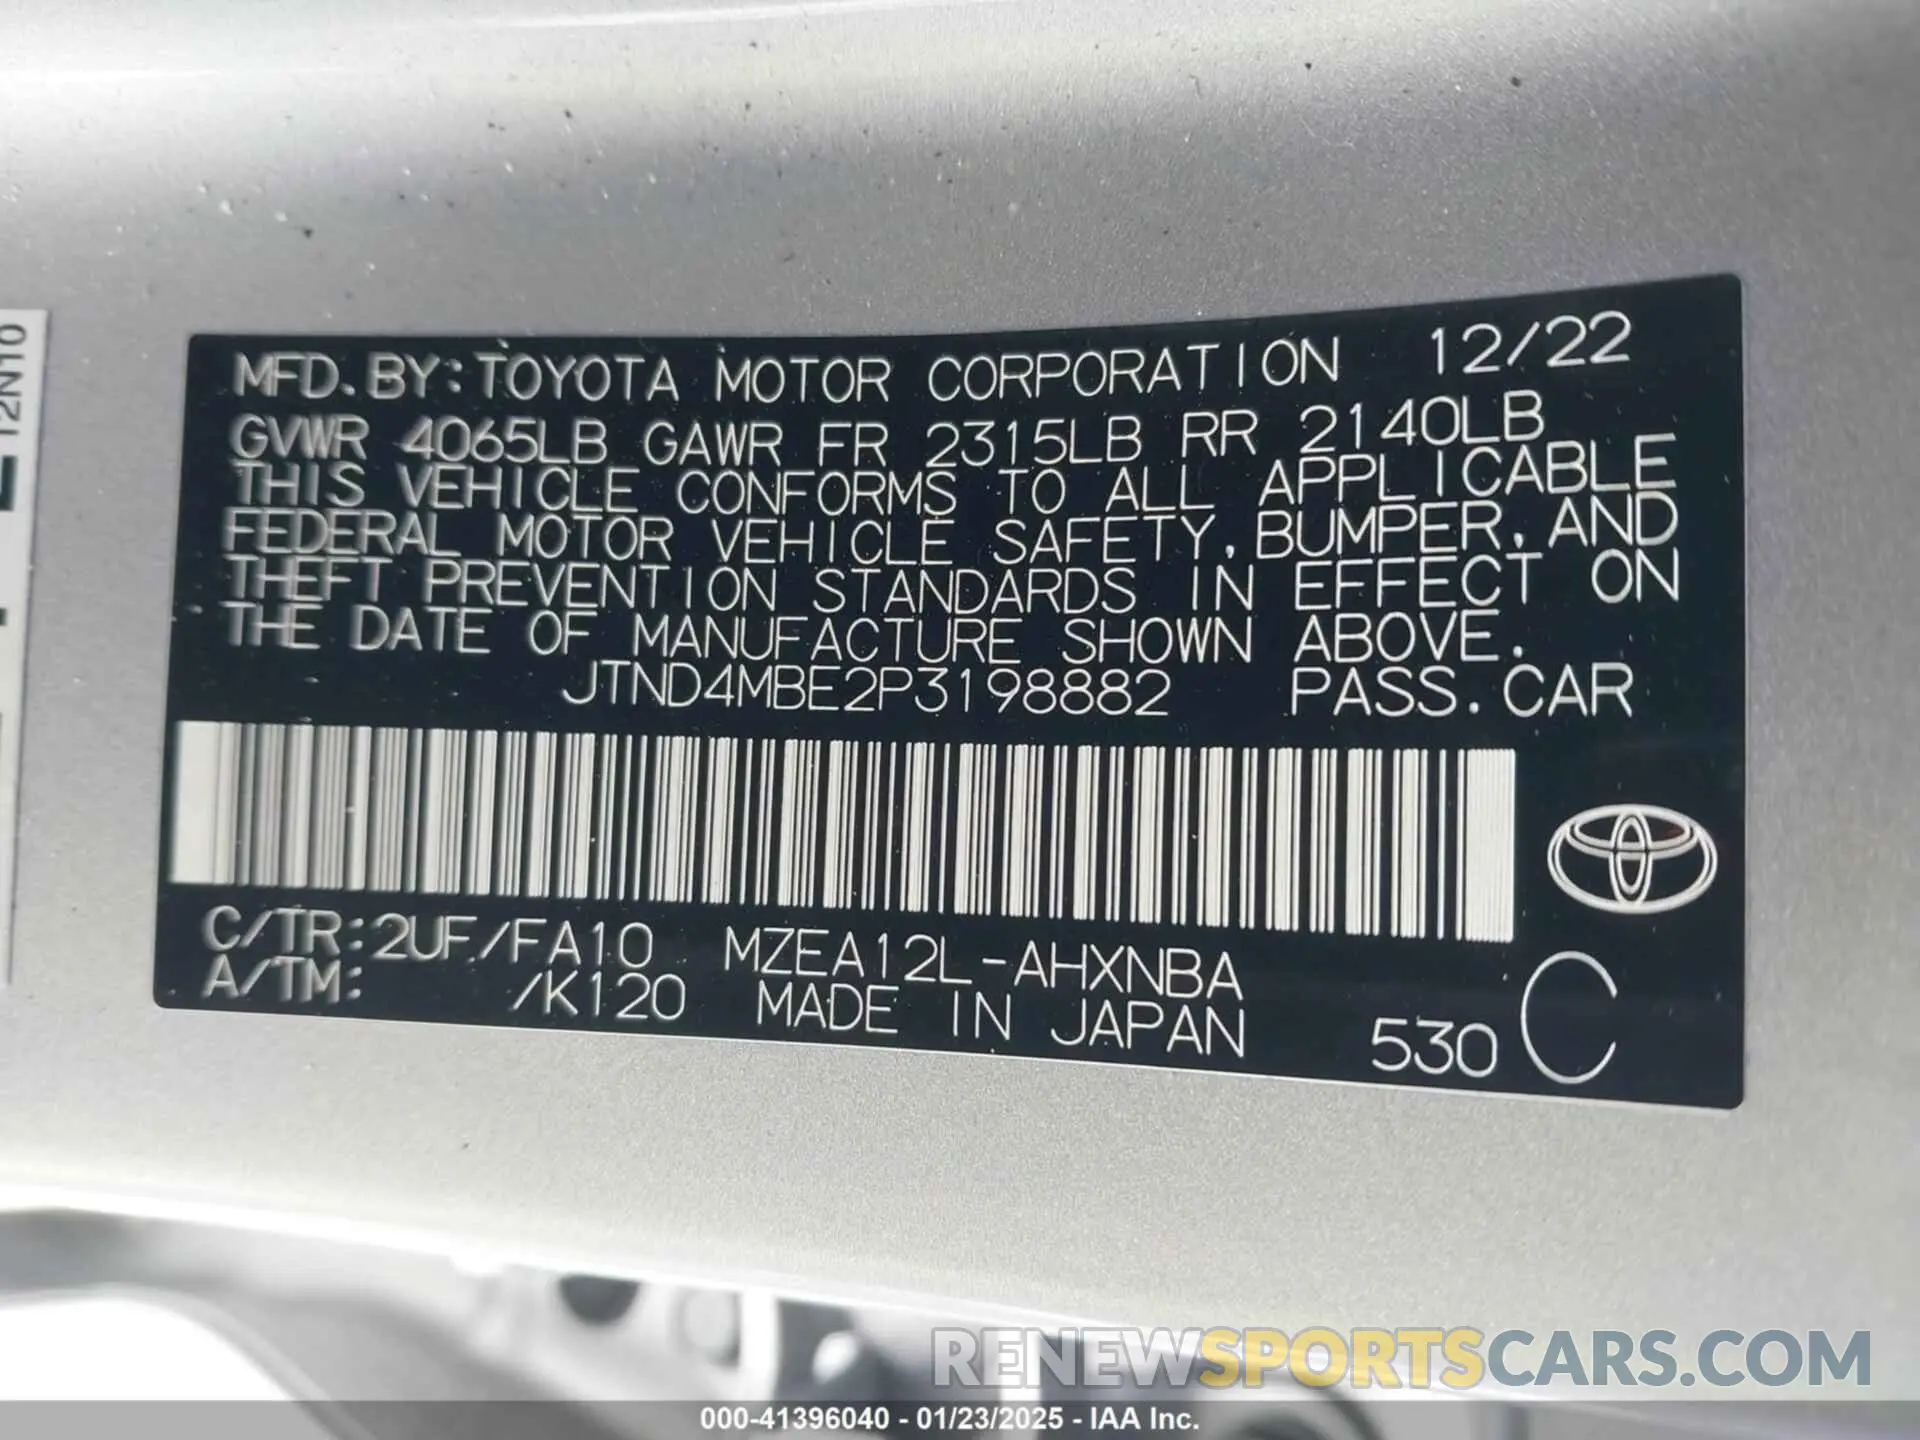 MFD. BY: TOYOTA MOTOR CORPORATION 12/22
GVWR 4065LB GAWR FR 2315LB RR 2140LB
THIS VEHICLE CONFORMS TO ALL APPLICABLE
FEDERAL MOTOR VEHICLE SAFETY, BUMPER, AND
THEFT PREVENTION STANDARDS IN EFFECT ON
THE DATE OF MANUFACTURE SHOWN ABOVE.
JTND4MBE2P3198882 PASS. CAR
C/TR: 2UF/FA10 MZEA12L-AHXNBA
A/TM: /K120 MADE IN JAPAN 530 C
12N10
RENEWSPORTSCARS.COM
000-41396040 - 01/23/2025 - IAA Inc.